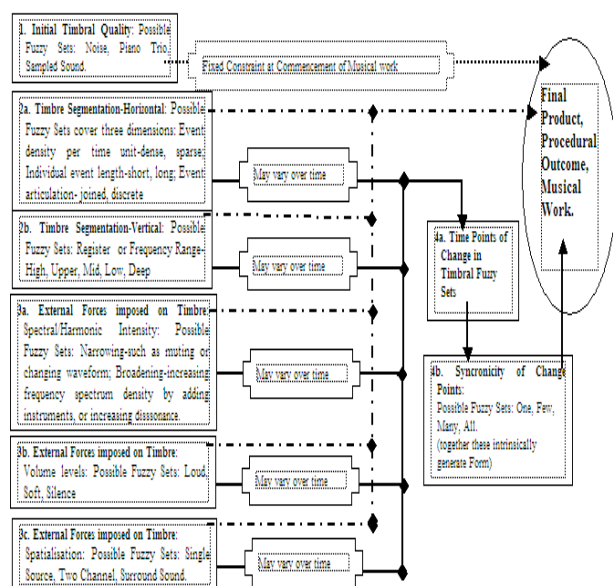 1. Initial Timbral Quality: Possible
Fuzzy Sets: Noise, Piano Trio,
Sampled Sound.
Fixed Constraint at Commencement of Musical work
Final
Product,
Procedural
Outcome,
Musical
Work.
2a. Timbre Segmentation-Horizontal: Possible
Fuzzy Sets cover three dimensions: Event
density per time unit-dense, sparse;
Individual event length-short, long; Event
articulation- joined, discrete
May vary over time
2b. Timbre Segmentation-Vertical: Possible
Fuzzy Sets: Register or Frequency Range-
High, Upper, Mid, Low, Deep
May vary over time
4a. Time Points of
Change in
Timbral Fuzzy
Sets
3a. External Forces imposed on Timbre:
Spectral/Harmonic Intensity: Possible
Fuzzy Sets: Narrowing-such as muting or
changing waveform; Broadening-increasing
frequency spectrum density by adding
instruments, or increasing disssonance.
May vary over time
4b. Syncronicity of Change
Points:
Possible Fuzzy Sets: One, Few,
Many, All.
(together these intrinsically
generate Form)
3b. External Forces imposed on Timbre:
Volume levels: Possible Fuzzy Sets: Loud,
Soft, Silence
May vary over time
3c. External Forces imposed on Timbre:
Spatialisation: Possible Fuzzy Sets: Single
Source, Two Channel, Surround Sound.
May vary over time